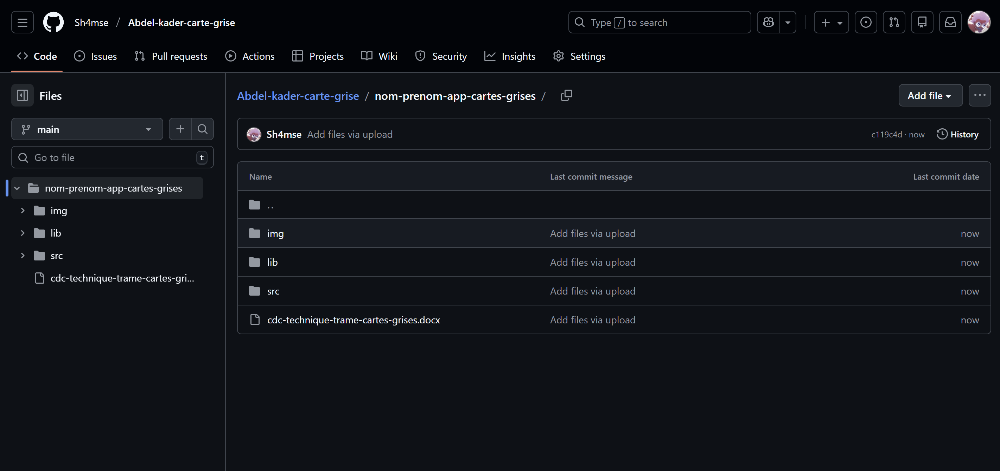 Sh4mse / Abdel-kader-carte-grise
Type / to search
Code Issues Pull requests Actions Projects Wiki Security Insights Settings
Files
main
Go to file t
nom-prenom-app-cartes-grises
img
lib
src
cdc-technique-trame-cartes-gri...
Abdel-kader-carte-grise / nom-prenom-app-cartes-grises /
Add file
Sh4mse Add files via upload c119c4d · now History
Name Last commit message Last commit date
..
img Add files via upload now
lib Add files via upload now
src Add files via upload now
cdc-technique-trame-cartes-grises.docx Add files via upload now